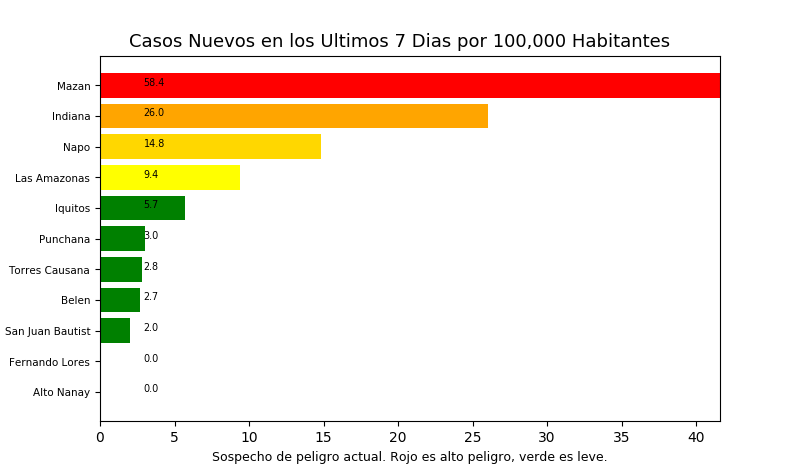 Casos Nuevos en los Ultimos 7 Dias por 100,000 Habitantes
Mazan 58.4
Indiana 26.0
Napo 14.8
Las Amazonas 9.4
Iquitos 5.7
Punchana 3.0
Torres Causana 2.8
Belen 2.7
San Juan Bautist 2.0
Fernando Lores 0.0
Alto Nanay 0.0
0 5 10 15 20 25 30 35 40
Sospecho de peligro actual. Rojo es alto peligro, verde es leve.